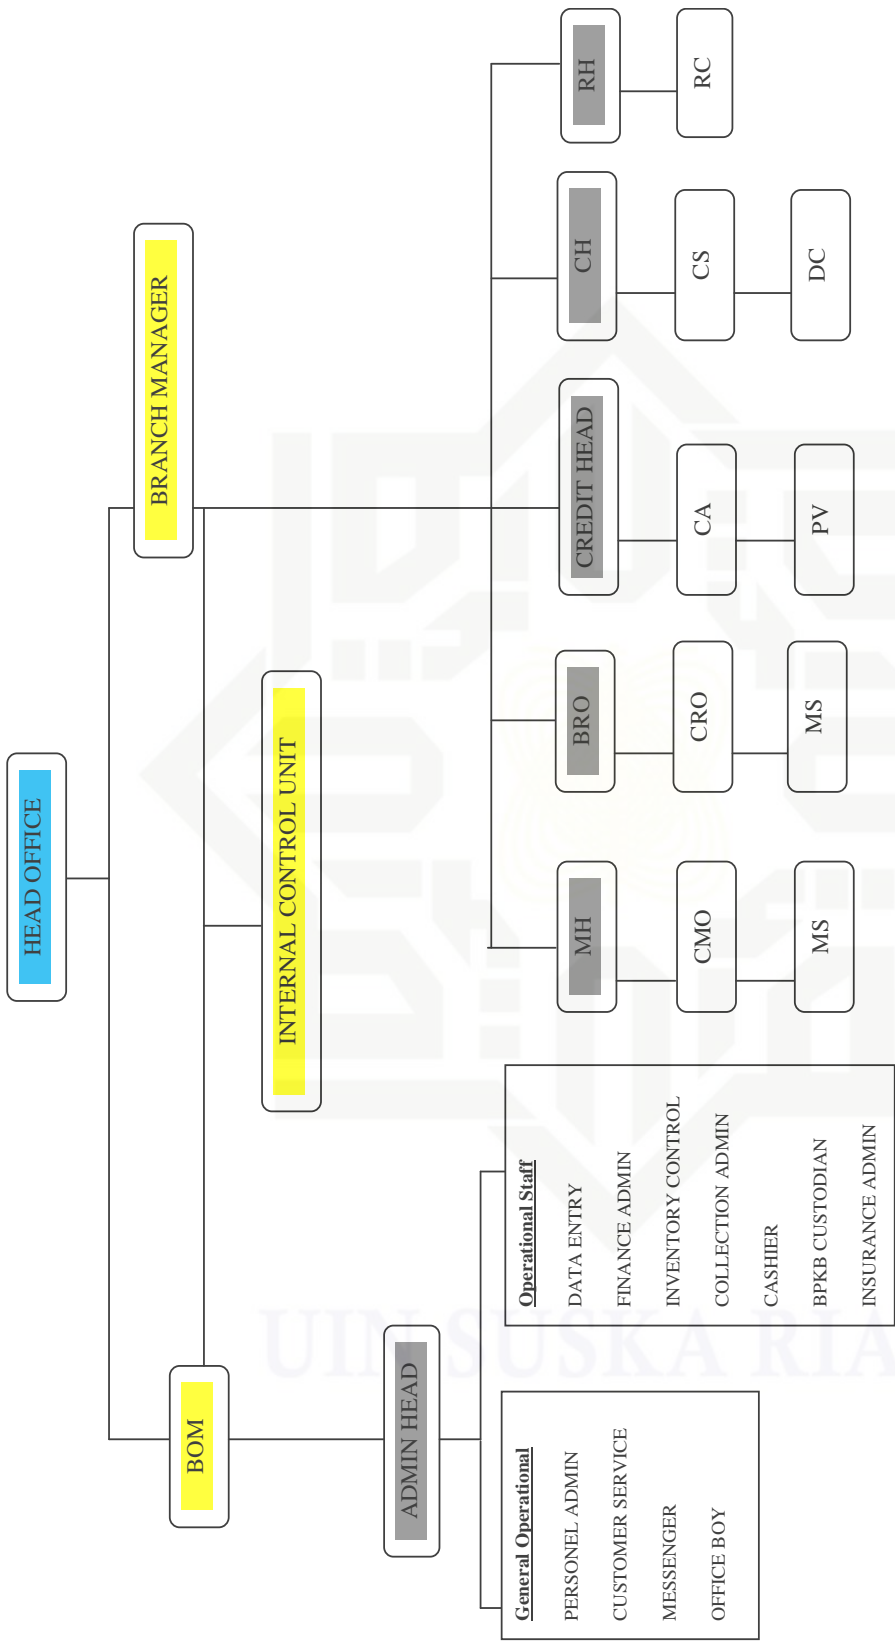 HEAD OFFICE
BOM
BRANCH MANAGER
INTERNAL CONTROL UNIT
ADMIN HEAD
General Operational
PERSONEL ADMIN
CUSTOMER SERVICE
MESSENGER
OFFICE BOY
Operational Staff
DATA ENTRY
FINANCE ADMIN
INVENTORY CONTROL
COLLECTION ADMIN
CASHIER
BPKB CUSTODIAN
INSURANCE ADMIN
MH
CMO
MS
BRO
CRO
MS
CREDIT HEAD
CA
PV
CH
CS
DC
RH
RC
UIN SUSKA RIA